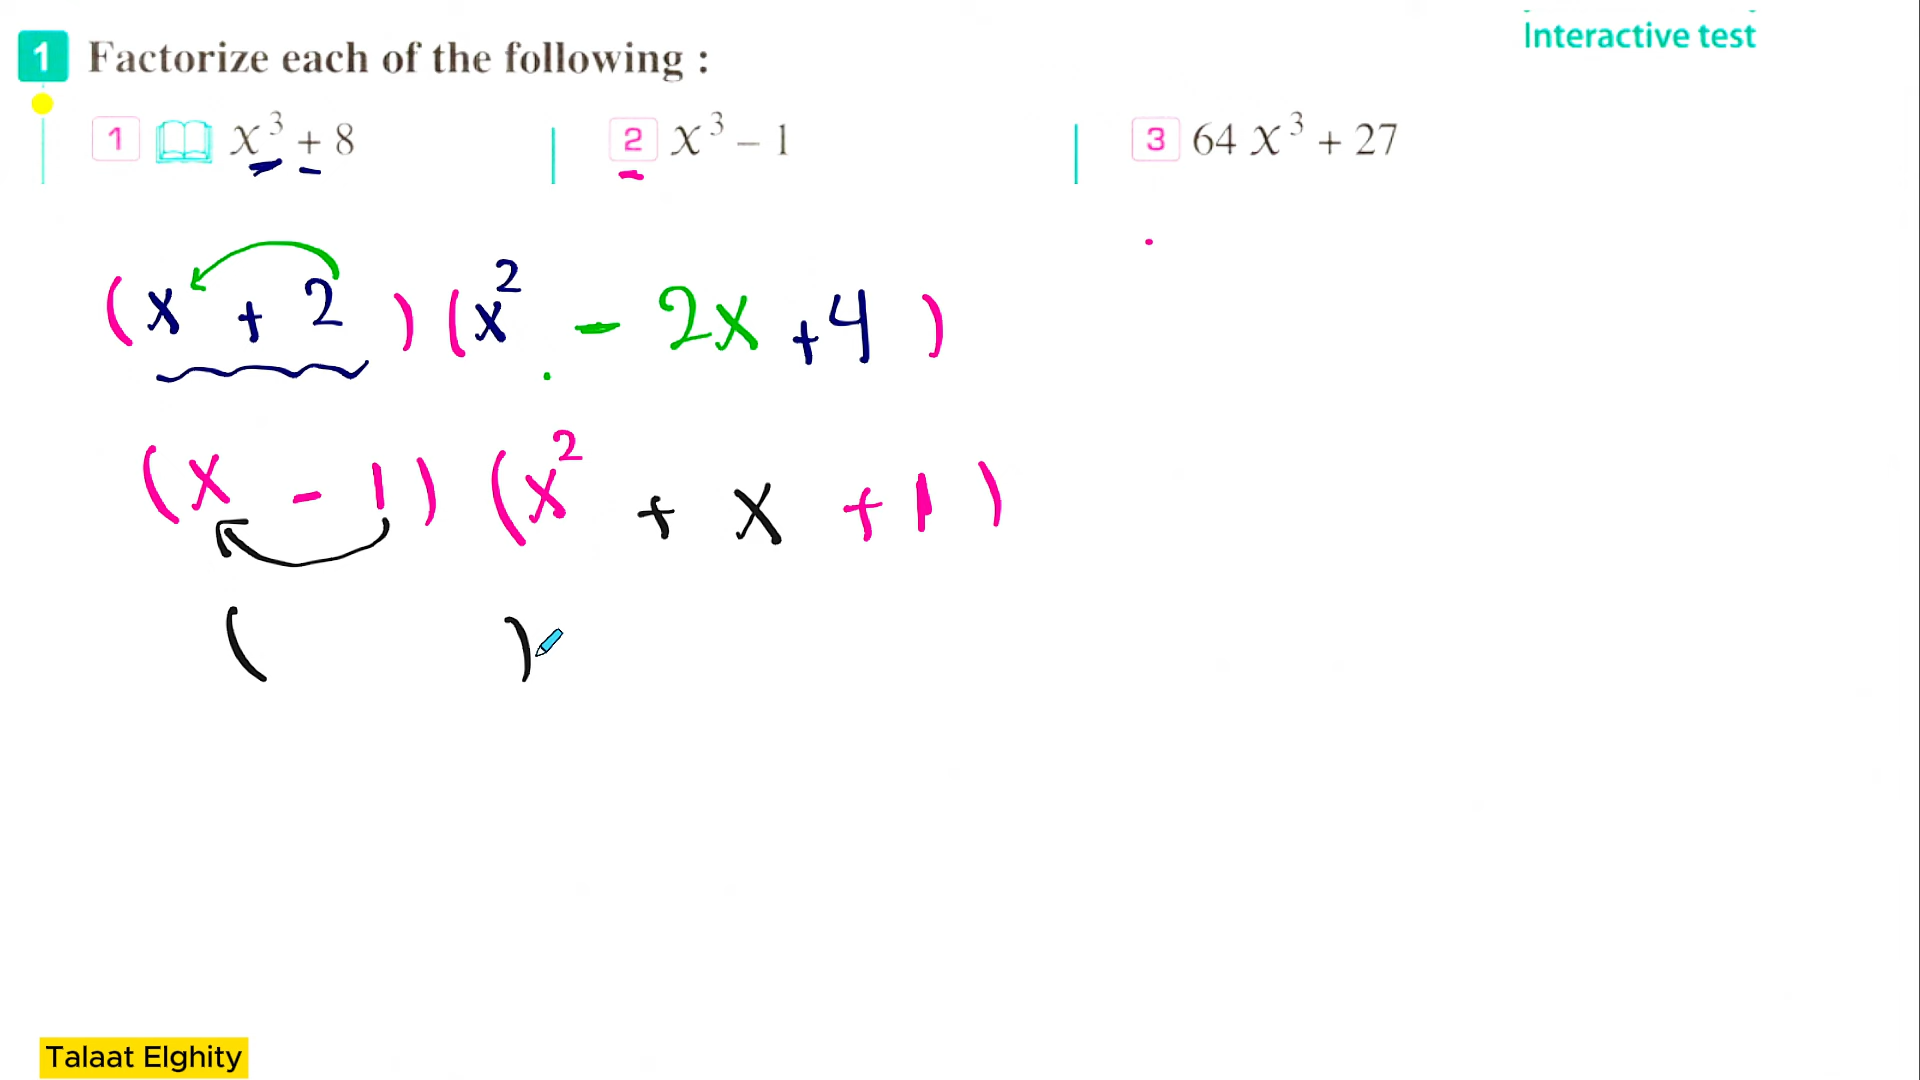 Interactive test
1 Factorize each of the following :
1 x³ + 8 2 x³ – 1 3 64 x³ + 27
(x + 2) (x² - 2x + 4)
(x - 1) (x² + x + 1)
( )
Talaat Elghity